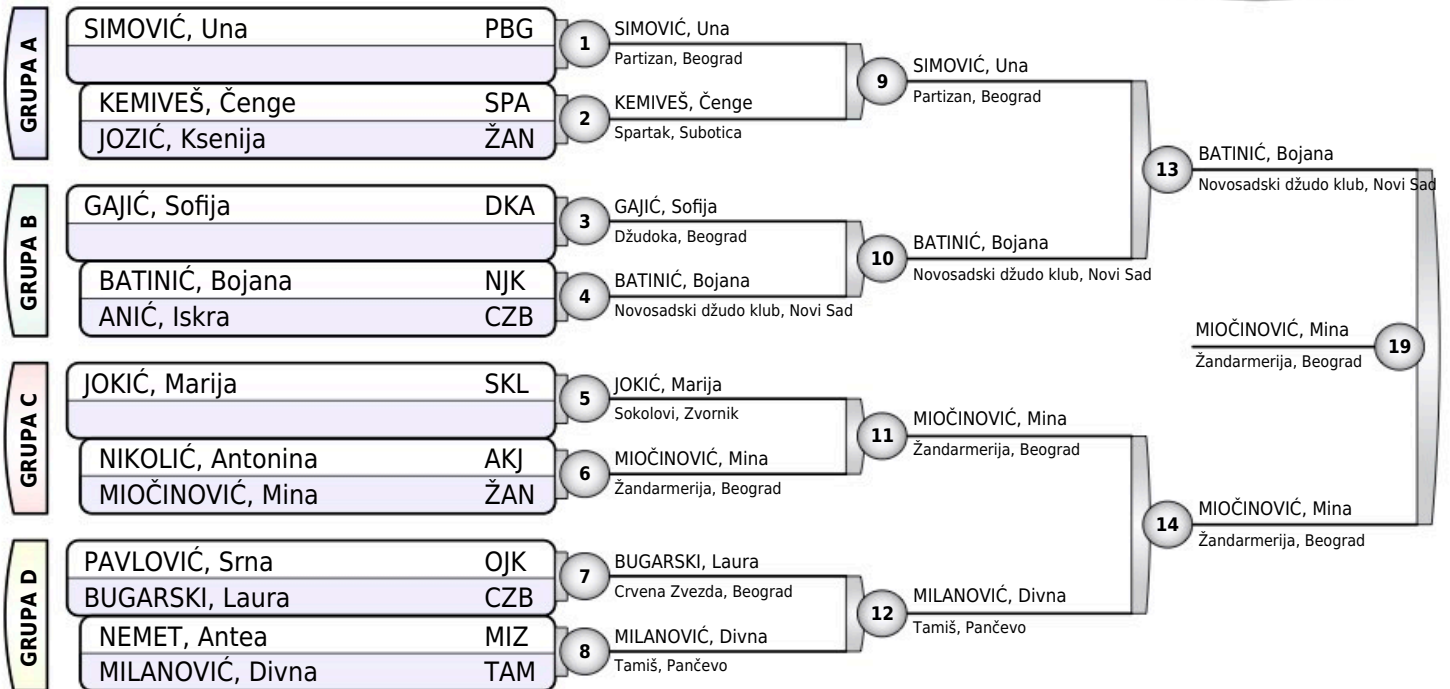 GRUPA A
SIMOVIĆ, Una PBG
KEMIVEŠ, Čenge SPA
JOZIĆ, Ksenija ŽAN
GRUPA B
GAJIĆ, Sofija DKA
BATINIĆ, Bojana NJK
ANIĆ, Iskra CZB
GRUPA C
JOKIĆ, Marija SKL
NIKOLIĆ, Antonina AKJ
MIOČINOVIĆ, Mina ŽAN
GRUPA D
PAVLOVIĆ, Srna OJK
BUGARSKI, Laura CZB
NEMET, Antea MIZ
MILANOVIĆ, Divna TAM
1
SIMOVIĆ, Una
Partizan, Beograd
2
KEMIVEŠ, Čenge
Spartak, Subotica
3
GAJIĆ, Sofija
Džudoka, Beograd
4
BATINIĆ, Bojana
Novosadski džudo klub, Novi Sad
5
JOKIĆ, Marija
Sokolovi, Zvornik
6
MIOČINOVIĆ, Mina
Žandarmerija, Beograd
7
BUGARSKI, Laura
Crvena Zvezda, Beograd
8
MILANOVIĆ, Divna
Tamiš, Pančevo
9
SIMOVIĆ, Una
Partizan, Beograd
10
BATINIĆ, Bojana
Novosadski džudo klub, Novi Sad
11
MIOČINOVIĆ, Mina
Žandarmerija, Beograd
12
MILANOVIĆ, Divna
Tamiš, Pančevo
13
BATINIĆ, Bojana
Novosadski džudo klub, Novi Sad
14
MIOČINOVIĆ, Mina
Žandarmerija, Beograd
MIOČINOVIĆ, Mina
Žandarmerija, Beograd
19